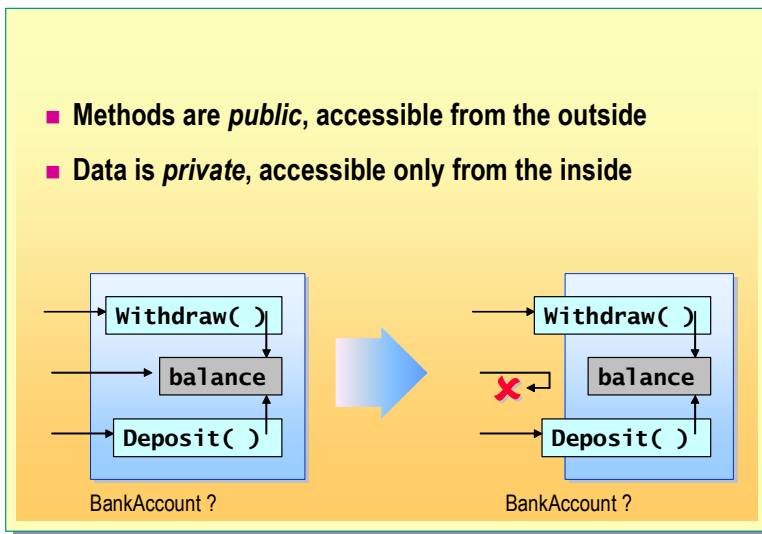 Methods are public, accessible from the outside
Data is private, accessible only from the inside
Withdraw( )
balance
Deposit( )
BankAccount ?
Withdraw( )
balance
Deposit( )
BankAccount ?